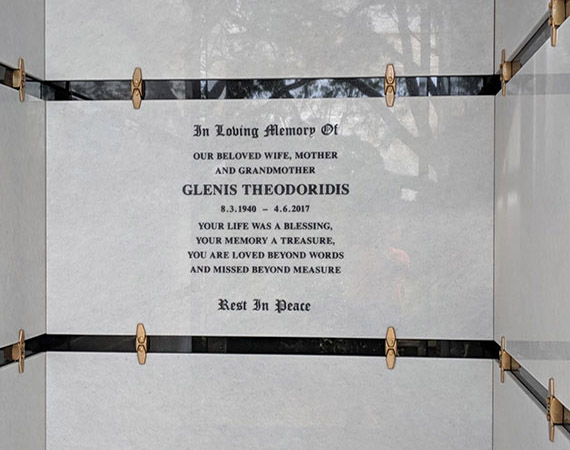 In Loving Memory Of
OUR BELOVED WIFE, MOTHER
AND GRANDMOTHER
GLENIS THEODORIDIS
8.3.1940 – 4.6.2017
YOUR LIFE WAS A BLESSING,
YOUR MEMORY A TREASURE,
YOU ARE LOVED BEYOND WORDS
AND MISSED BEYOND MEASURE
Rest In Peace